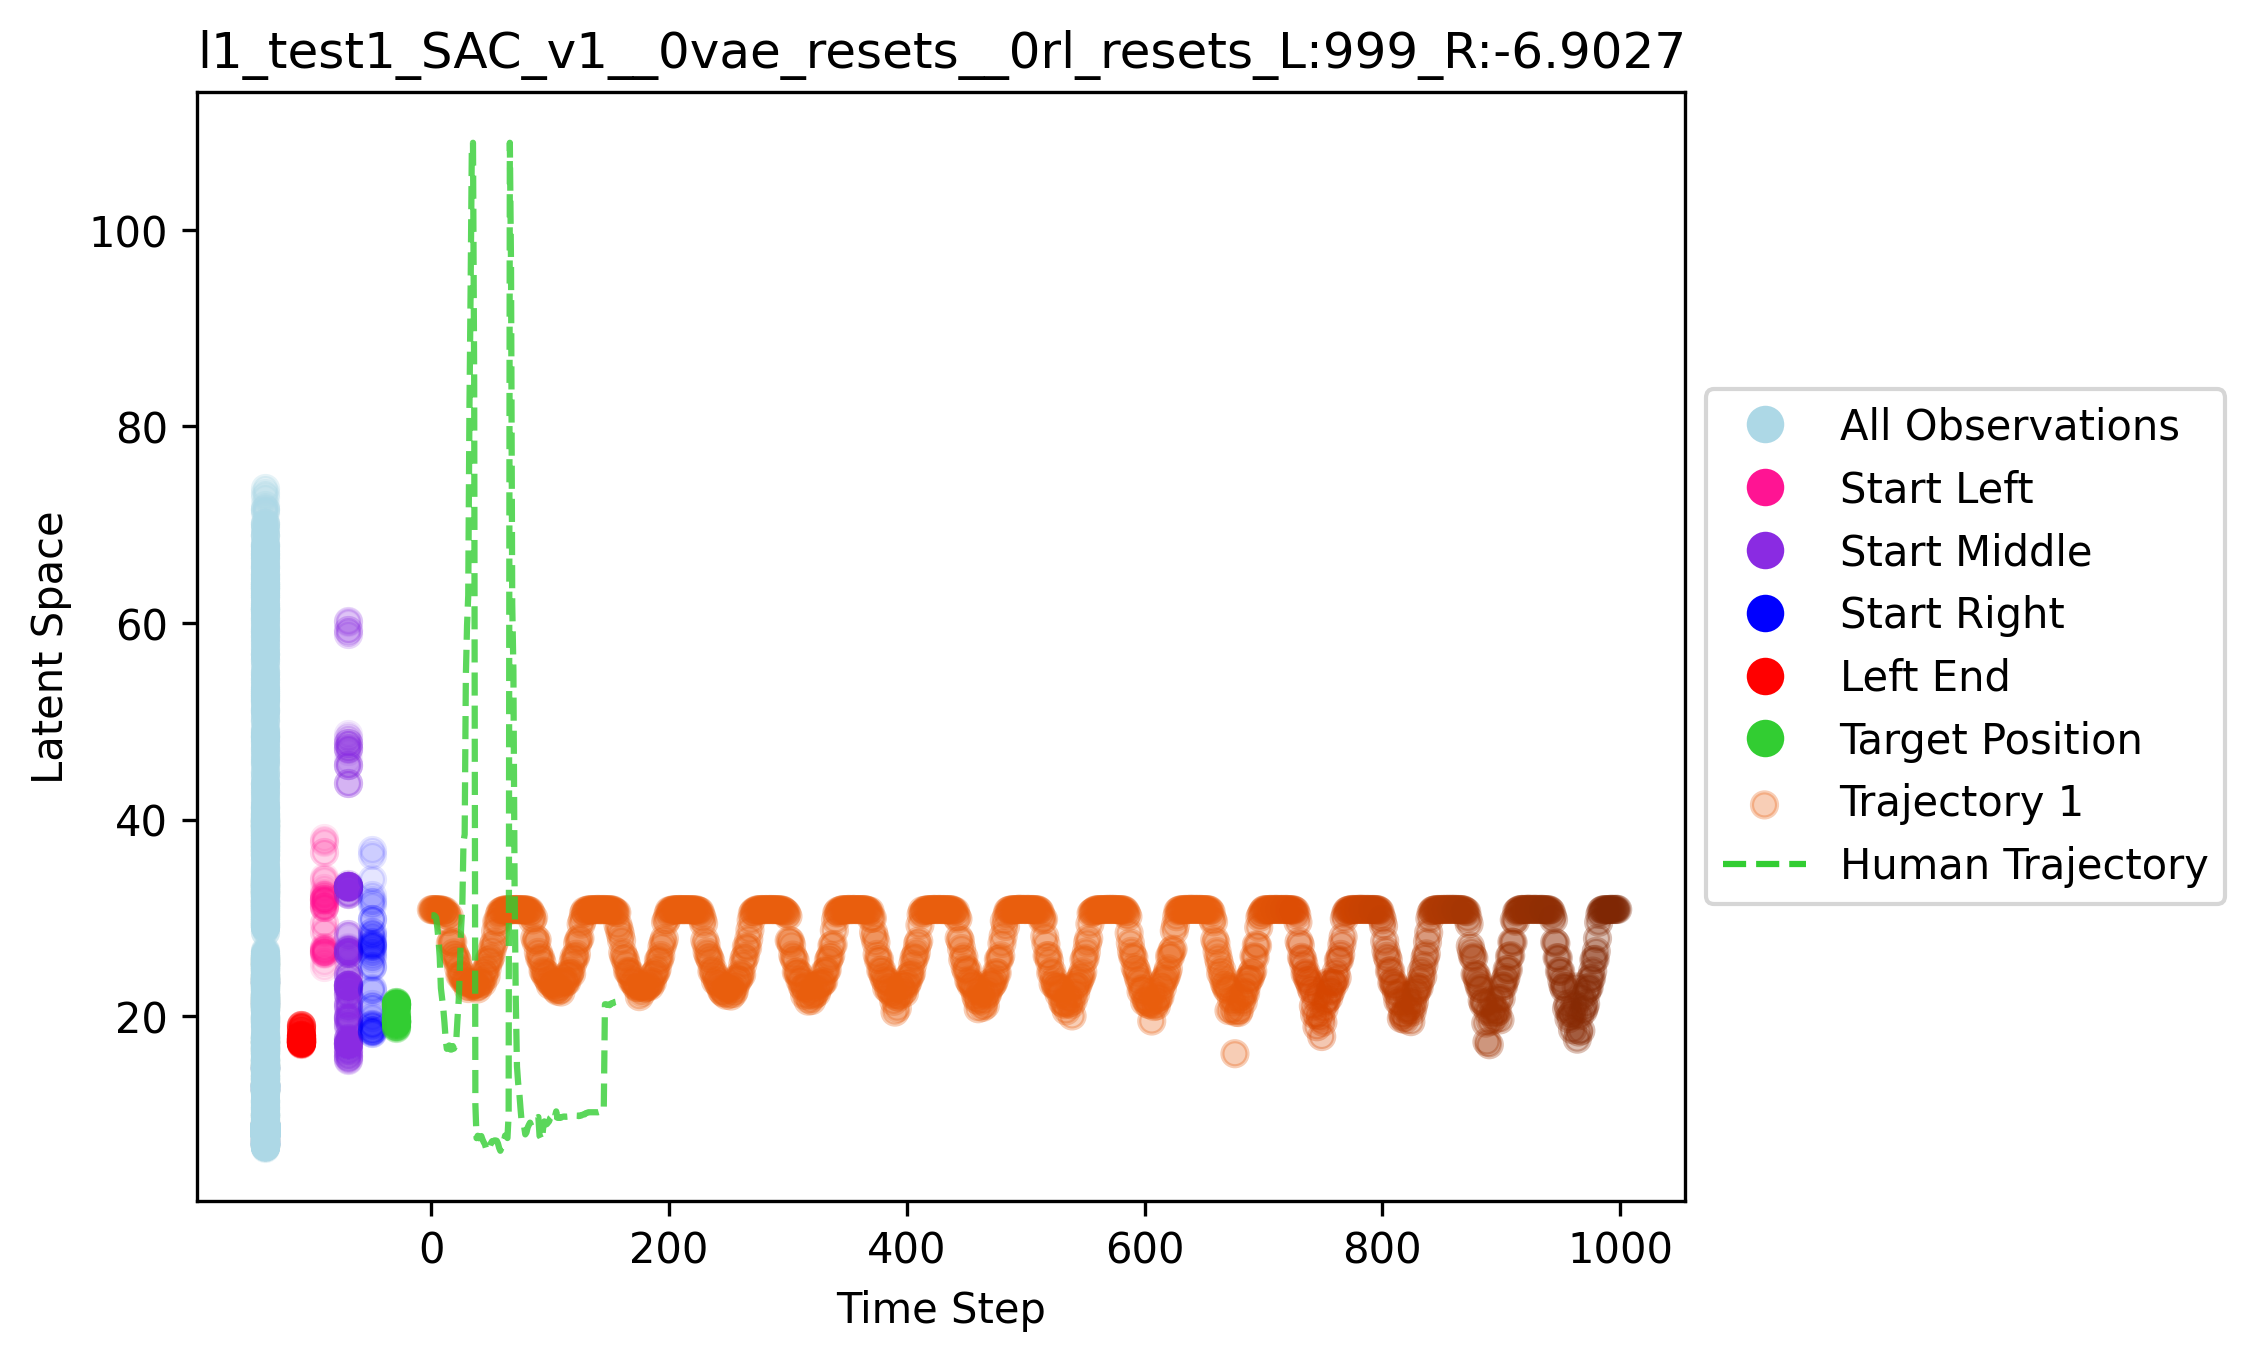 l1_test1_SAC_v1__0vae_resets__0rl_resets_L:999_R:-6.9027
Latent Space
100
80
60
40
20
0
200
400
600
800
1000
Time Step
All Observations
Start Left
Start Middle
Start Right
Left End
Target Position
Trajectory 1
Human Trajectory